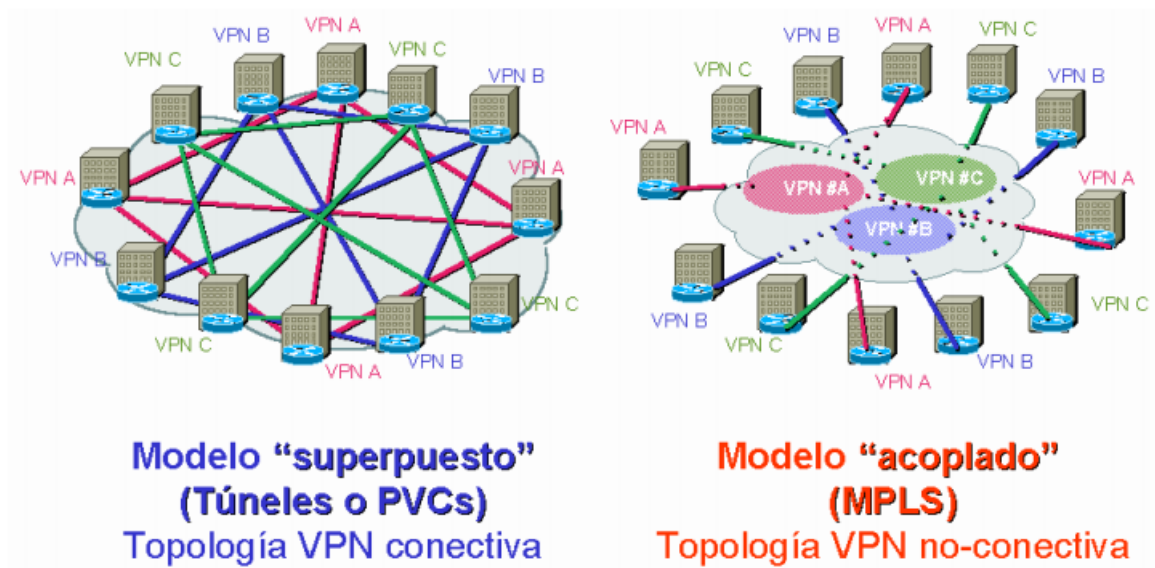 VPN A
VPN B
VPN C
VPN C
VPN B
VPN A
VPN A
VPN B
VPN C
VPN C
VPN B
VPN A
Modelo “superpuesto”
(Túneles o PVCs)
Topología VPN conectiva
VPN A
VPN C
VPN B
VPN C
VPN B
VPN A
VPN A
VPN #A
VPN #C
VPN #B
VPN C
VPN B
VPN C
VPN B
VPN A
Modelo “acoplado”
(MPLS)
Topología VPN no-conectiva